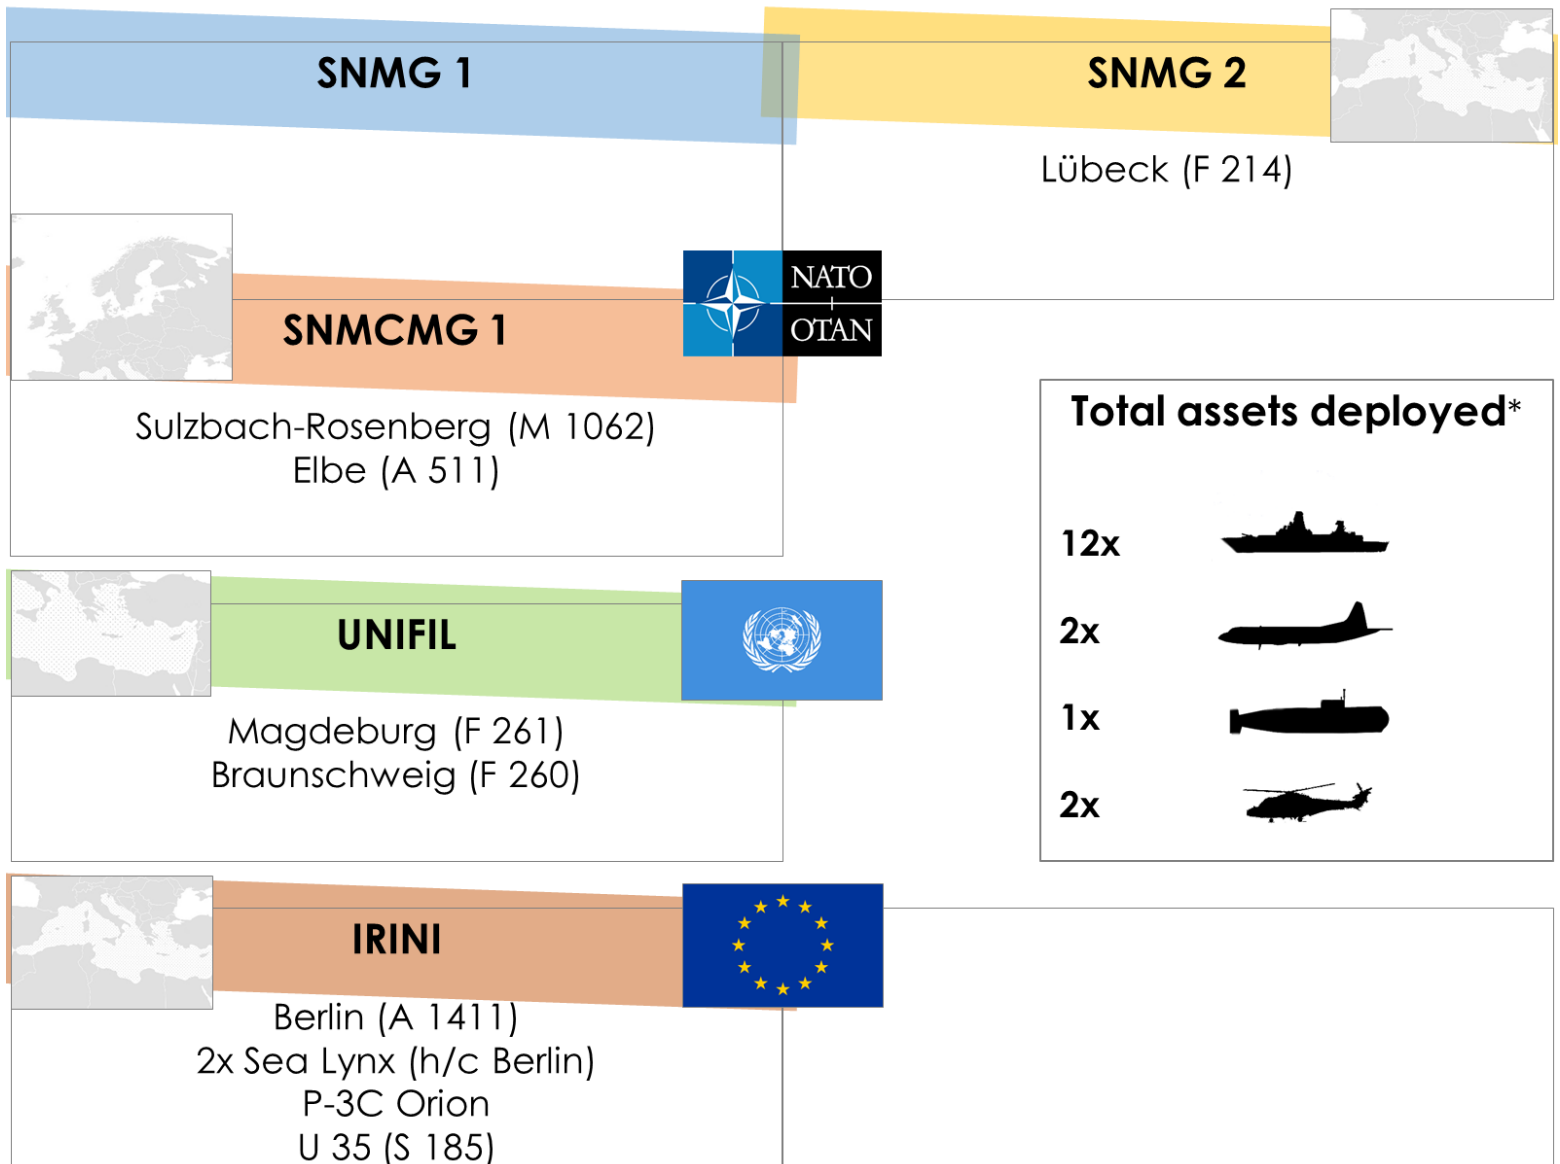 SNMG 1
SNMG 2
Lübeck (F 214)
NATO
OTAN
SNMCMG 1
Sulzbach-Rosenberg (M 1062)
Elbe (A 511)
Total assets deployed*
12x
2x
1x
2x
UNIFIL
Magdeburg (F 261)
Braunschweig (F 260)
IRINI
Berlin (A 1411)
2x Sea Lynx (h/c Berlin)
P-3C Orion
U 35 (S 185)